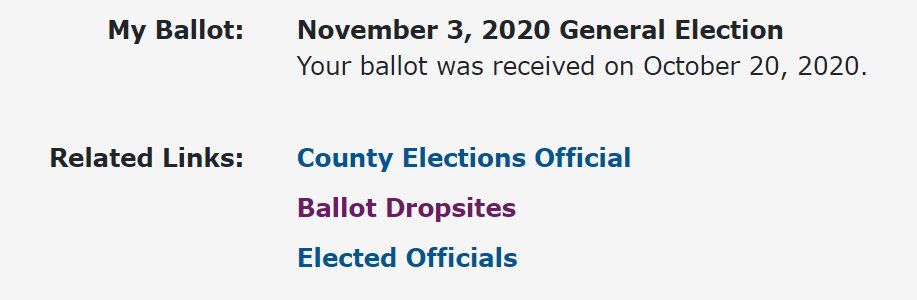 My Ballot: November 3, 2020 General Election
Your ballot was received on October 20, 2020.
Related Links: County Elections Official
Ballot Dropsites
Elected Officials